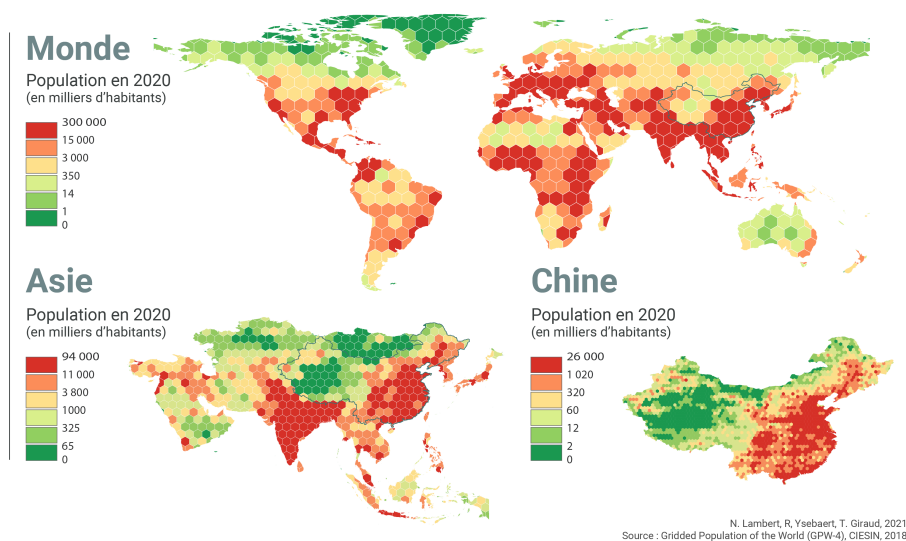 Monde
Population en 2020
(en milliers d'habitants)
300 000
15 000
3 000
350
14
1
0
Asie
Population en 2020
(en milliers d'habitants)
94 000
11 000
3 800
1000
325
65
0
Chine
Population en 2020
(en milliers d'habitants)
26 000
1 020
320
60
12
2
0
N. Lambert, R, Ysebaert, T. Giraud, 2021
Source : Gridded Population of the World (GPW-4), CIESIN, 2018